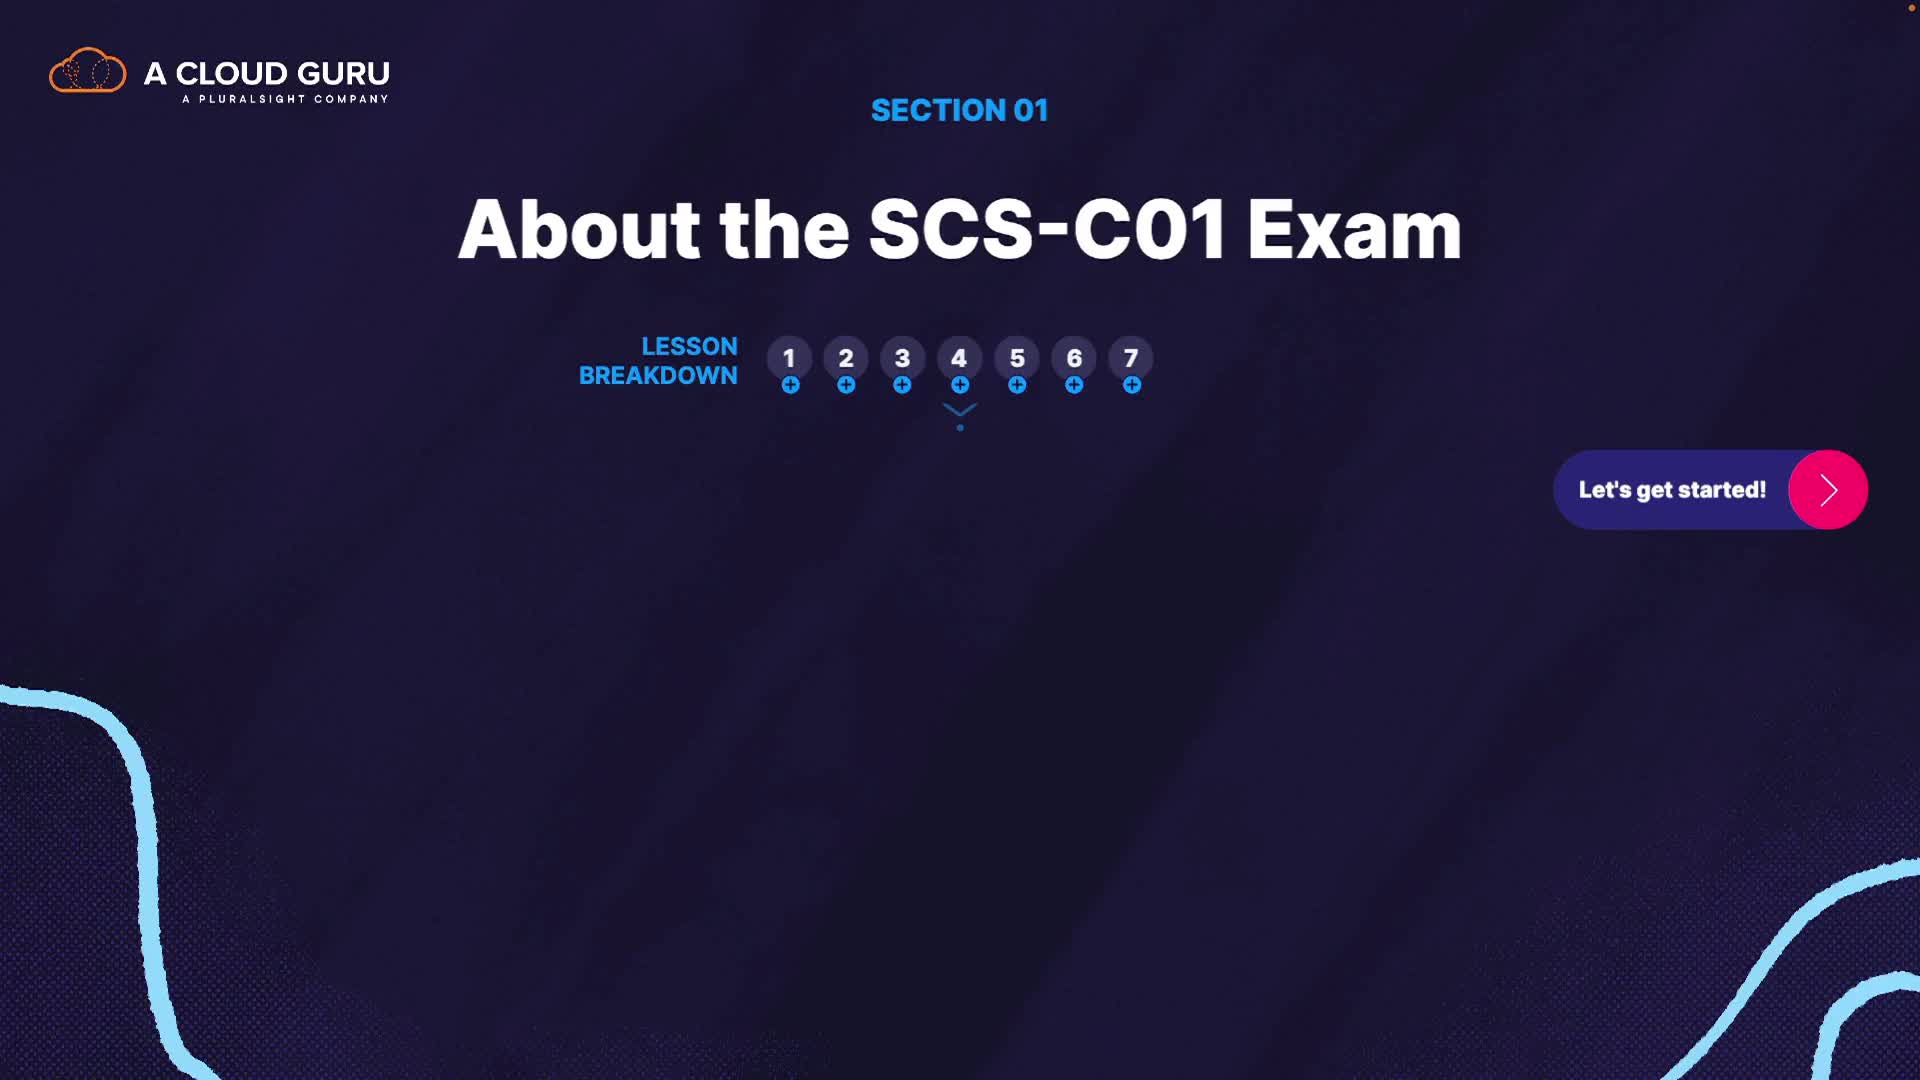 A CLOUD GURU
A PLURALSIGHT COMPANY
SECTION 01
About the SCS-C01 Exam
LESSON
BREAKDOWN
1 2 3 4 5 6 7
Let's get started!